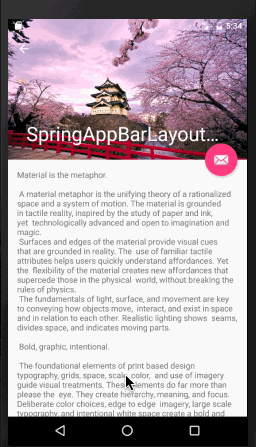 5:34
SpringAppBarLayout...
Material is the metaphor.
A material metaphor is the unifying theory of a rationalized
space and a system of motion. The material is grounded
in tactile reality, inspired by the study of paper and ink,
yet technologically advanced and open to imagination and
magic.
Surfaces and edges of the material provide visual cues
that are grounded in reality. The use of familiar tactile
attributes helps users quickly understand affordances. Yet
the flexibility of the material creates new affordances that
supercede those in the physical world, without breaking the
rules of physics.
The fundamentals of light, surface, and movement are key
to conveying how objects move, interact, and exist in space
and in relation to each other. Realistic lighting shows seams,
divides space, and indicates moving parts.
Bold, graphic, intentional.
The foundational elements of print based design
typography, grids, space, scale, color, and use of imagery
guide visual treatments. These elements do far more than
please the eye. They create hierarchy, meaning, and focus.
Deliberate color choices, edge to edge imagery, large scale
typography, and intentional white space create a bold and